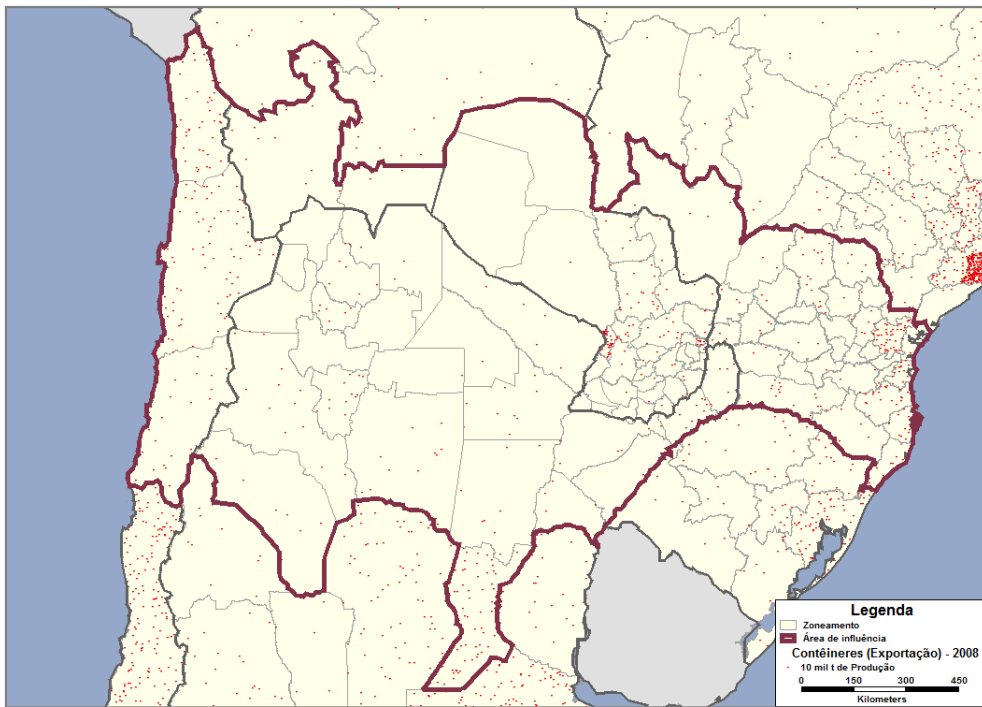 Legenda
Zoneamento
Área de influência
Contêineres (Exportação) - 2008
10 mil t de Produção
0 150 300 450
Kilometers